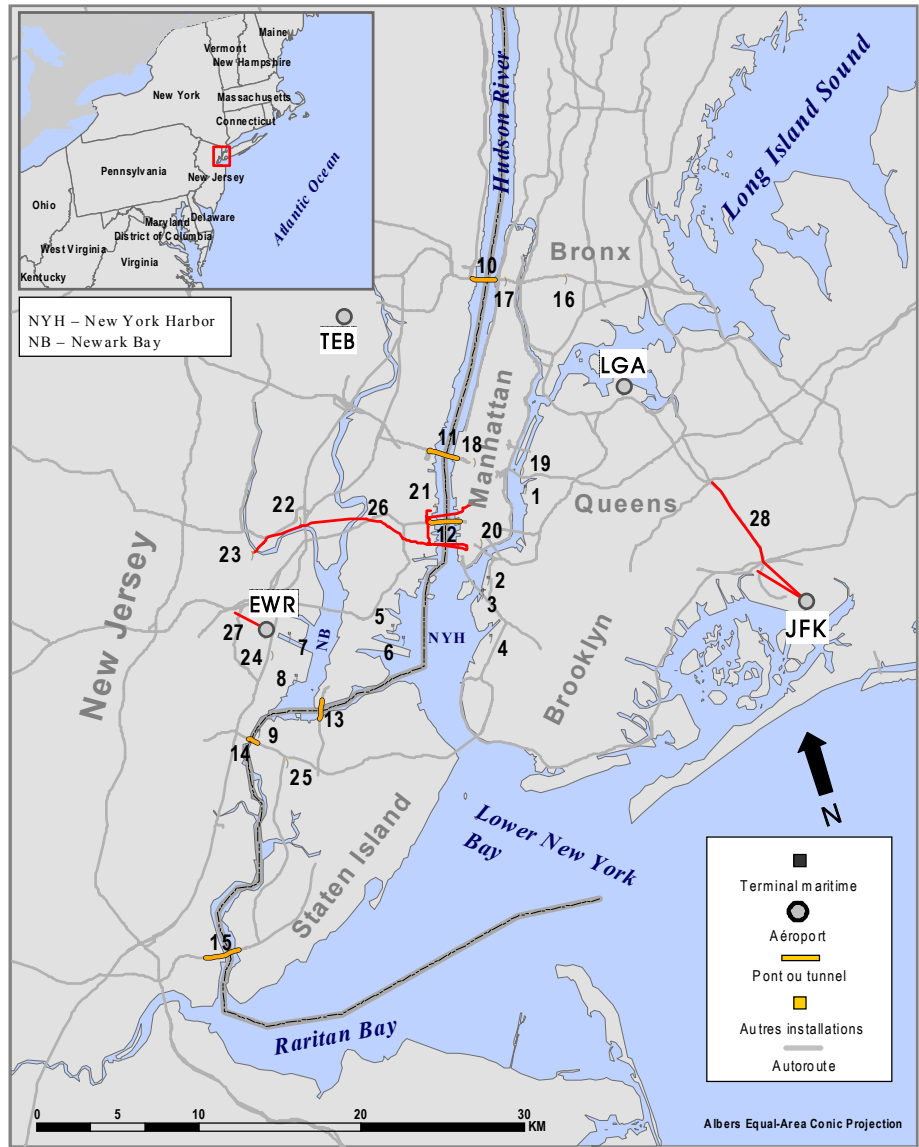 Maine
Vermont
New Hampshire
New York
Massachusetts
Connecticut
Pennsylvania
New Jersey
Ohio
Maryland
Delaware
District of Columbia
West Virginia
Virginia
Kentucky
Atlantic Ocean
NYH – New York Harbor
NB – Newark Bay
Hudson River
Long Island Sound
Bronx
10
17
16
TEB
LGA
Manhattan
11
18
19
21
1
Queens
22
26
12
20
28
23
2
3
New Jersey
EWR
JFK
5
27
7
NB
NYH
4
6
24
8
Brooklyn
13
9
14
25
N
Staten Island
Lower New York
Bay
15
Raritan Bay
Terminal maritime
Aéroport
Pont ou tunnel
Autres installations
Autoroute
0 5 10 20 30
KM
Albers Equal-Area Conic Projection